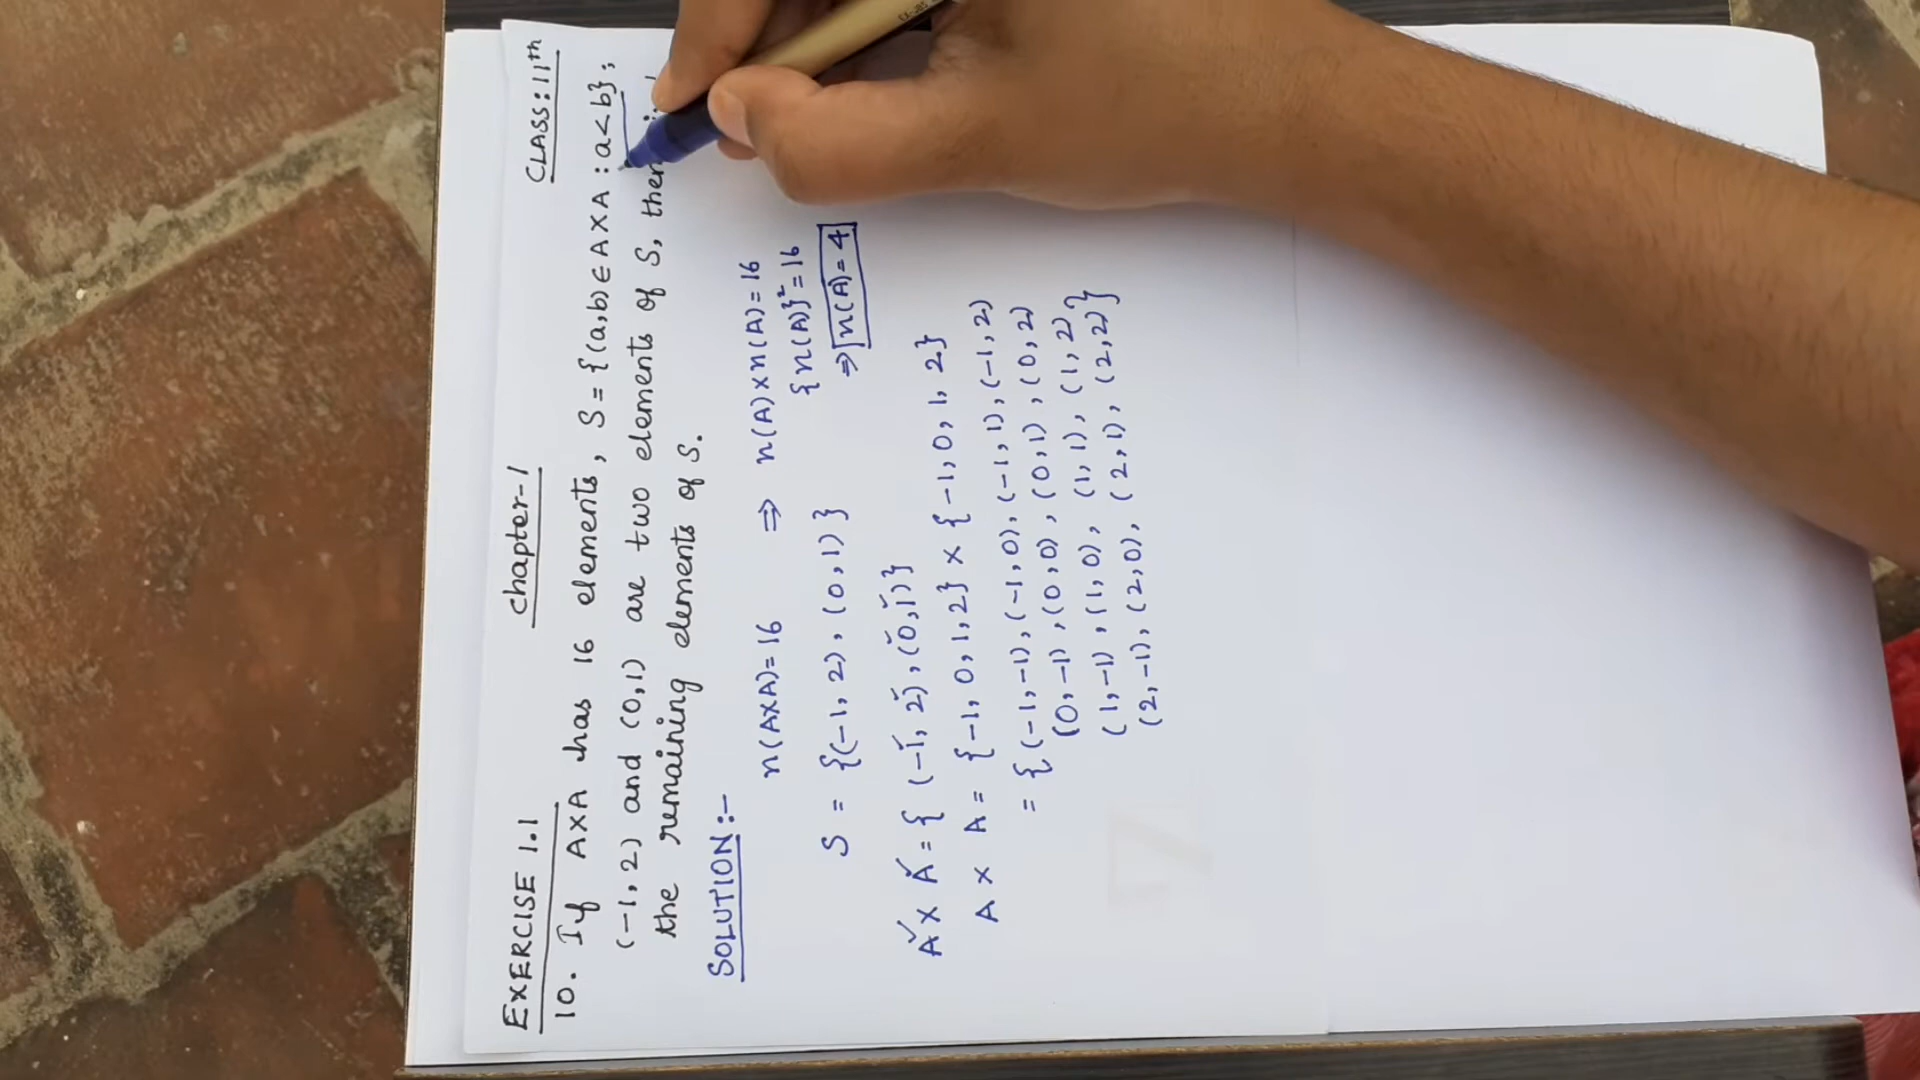 EXERCISE 1.1 chapter-1 CLASS: 11th
10. If AXA has 16 elements, S = {(a,b) ∈ A X A : a < b};
(-1, 2) and (0,1) are two elements of S, then
the remaining elements of S.
SOLUTION:-
n(AXA)=16 ⇒ n(A)xn(A)=16
{n(A)}²=16
S = {(-1, 2), (0, 1)} ⇒ n(A)=4
A X A = { (-1, 2), (0, 1)}
A X A = {-1, 0, 1, 2} X {-1, 0, 1, 2}
= {(-1,-1), (-1, 0), (-1, 1), (-1, 2)
(0,-1), (0, 0), (0, 1), (0, 2)
(1,-1), (1, 0), (1, 1), (1, 2),
(2,-1), (2,0), (2,1), (2,2)}